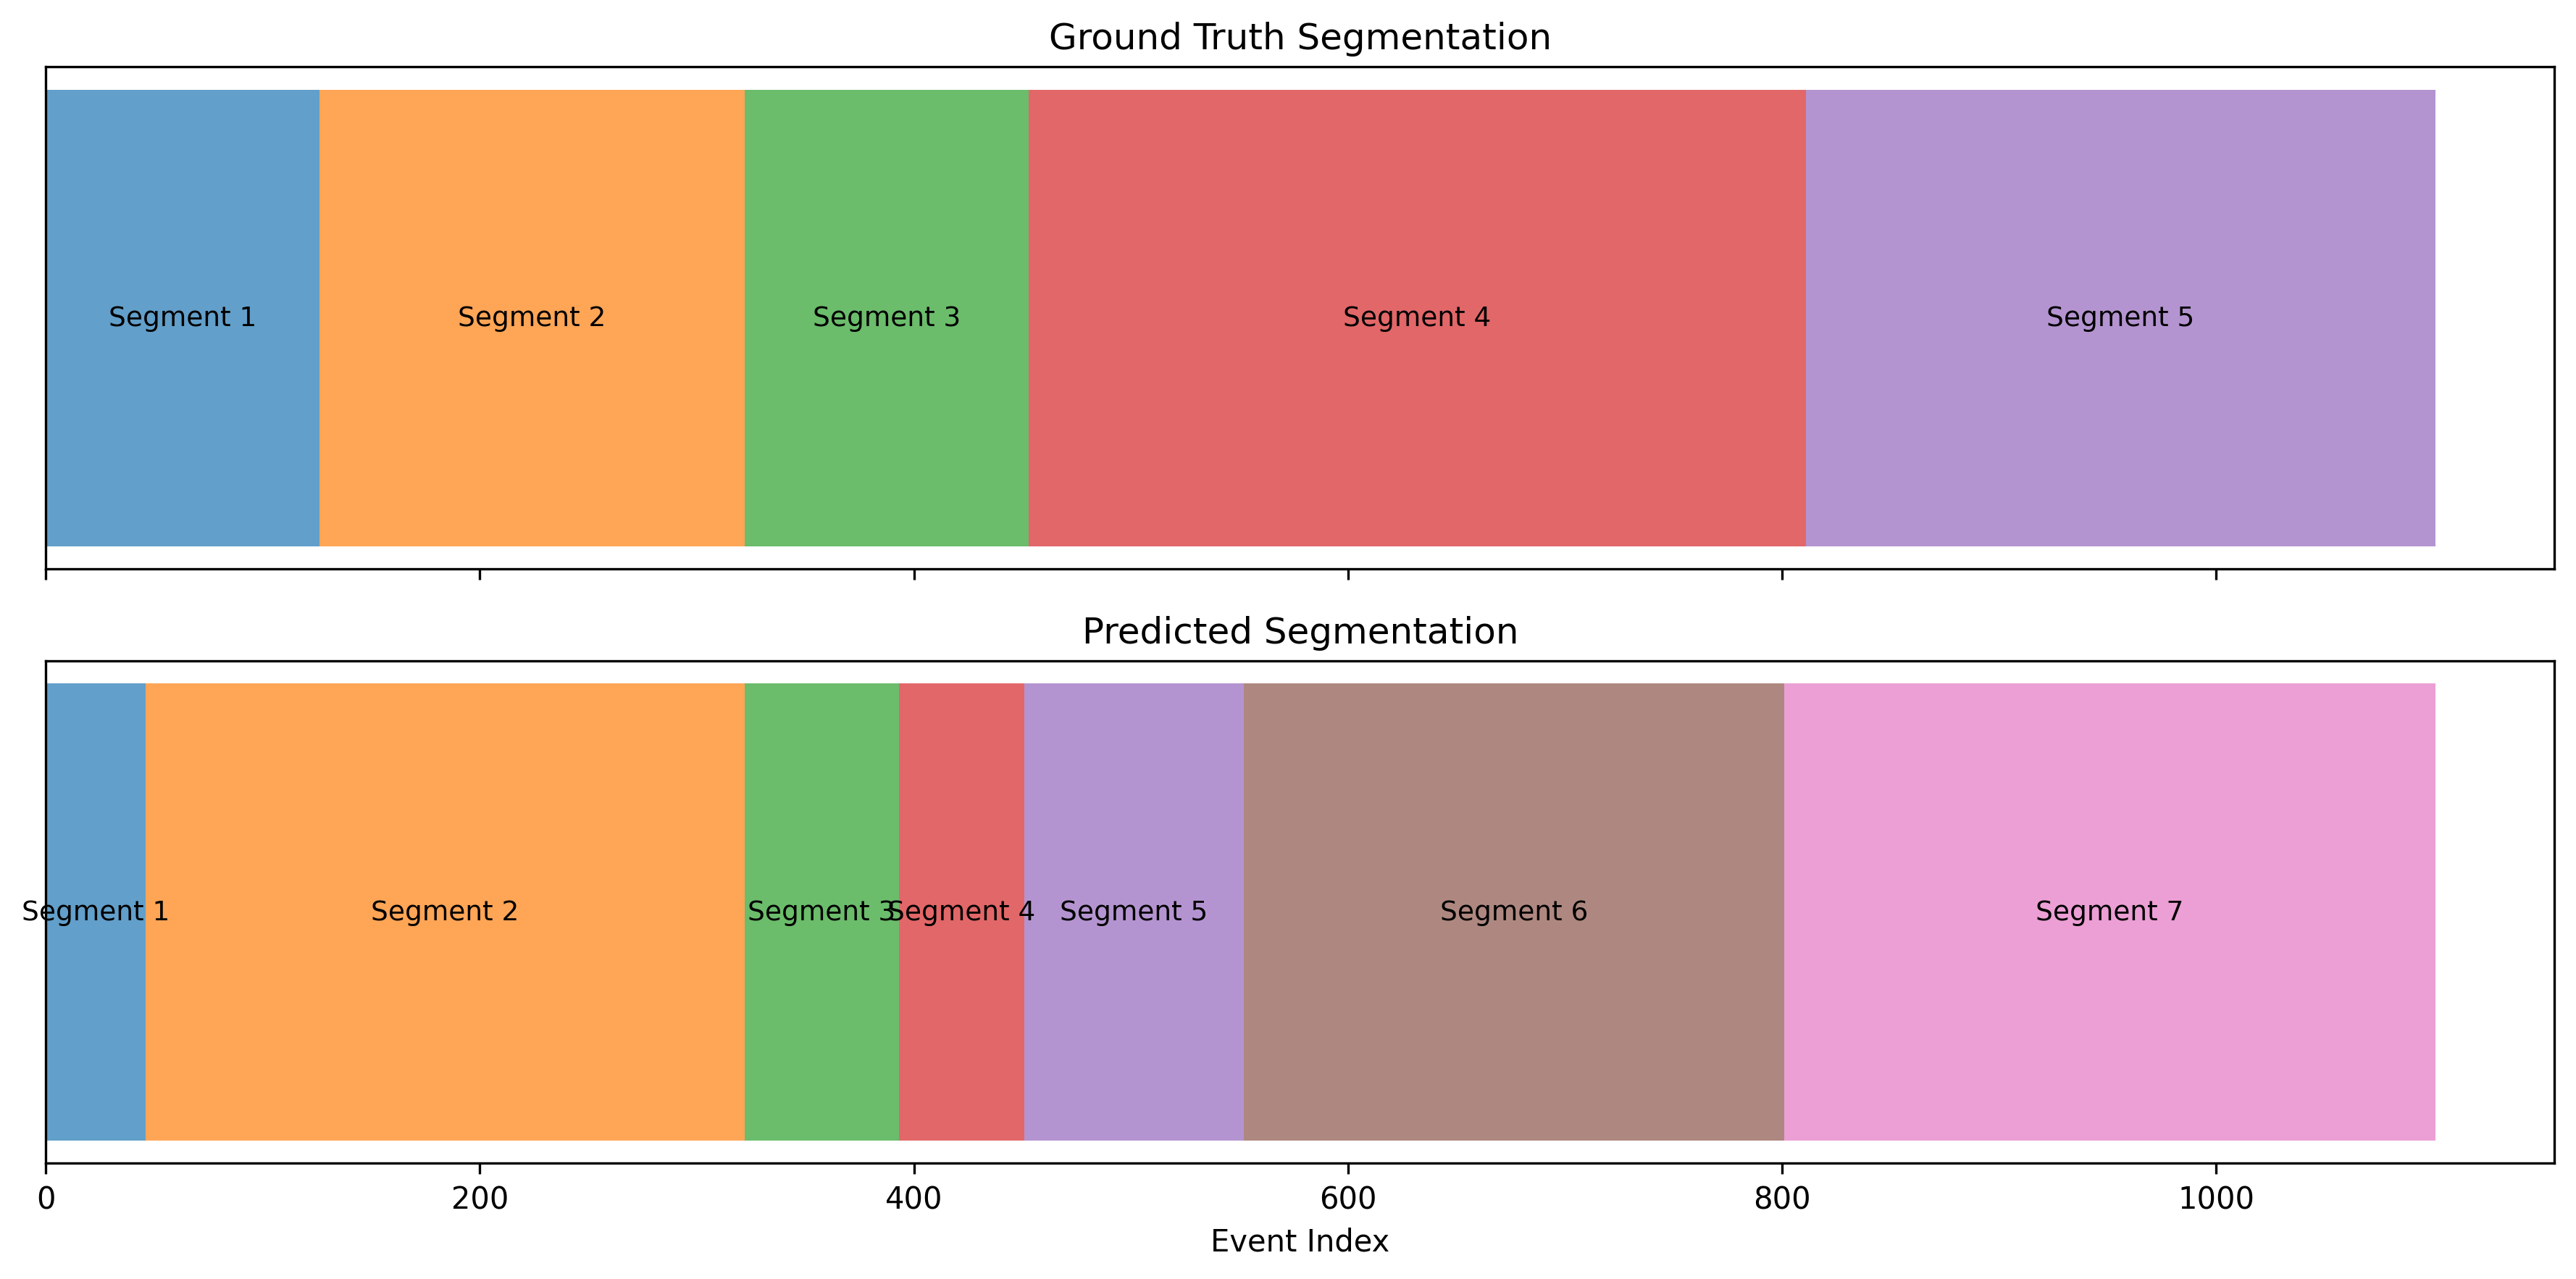 Ground Truth Segmentation
Segment 1 Segment 2 Segment 3 Segment 4 Segment 5
Predicted Segmentation
Segment 1 Segment 2 Segment 3 Segment 4 Segment 5 Segment 6 Segment 7
0 200 400 600 800 1000
Event Index